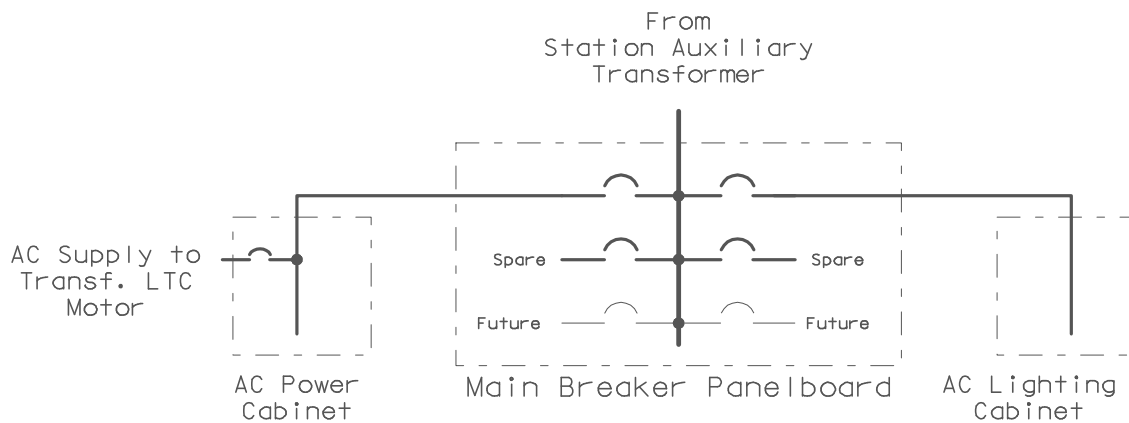 From
Station Auxiliary
Transformer
AC Supply to
Transf. LTC
Motor
Spare
Spare
Future
Future
AC Power
Cabinet
Main Breaker Panelboard
AC Lighting
Cabinet